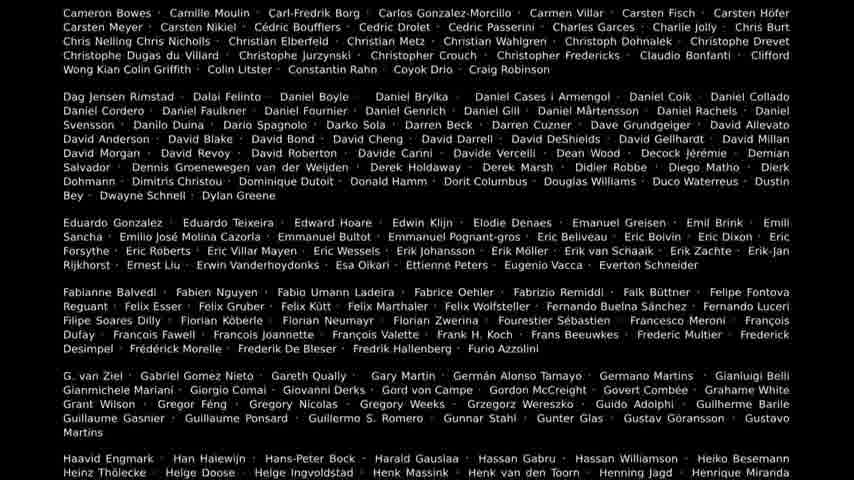 Cameron Bowes · Camille Moulin · Carl-Fredrik Borg · Carlos Gonzalez-Morcillo · Carmen Villar · Carsten Fisch · Carsten Höfer
Carsten Meyer · Carsten Nikiel · Cédric Boufflers · Cedric Drolet · Cedric Passerini · Charles Garces · Charlie Jolly · Chris Burt
Chris Nelling Chris Nicholls · Christian Elberfeld · Christian Metz · Christian Wahlgren · Christoph Dohnalek · Christophe Drevet
Christophe Dugas du Villard · Christophe Jurzynski · Christopher Crouch · Christopher Fredericks · Claudio Bonfanti · Clifford
Wong Kian Colin Griffith · Colin Litster · Constantin Rahn · Coyok Drio · Craig Robinson
Dag Jensen Rimstad · Dalai Felinto · Daniel Boyle · Daniel Brylka · Daniel Cases i Armengol · Daniel Coik · Daniel Collado
Daniel Cordero · Daniel Faulkner · Daniel Fournier · Daniel Genrich · Daniel Gill · Daniel Mårtensson · Daniel Rachels · Daniel
Svensson · Danilo Duina · Dario Spagnolo · Darko Sola · Darren Beck · Darren Cuzner · Dave Grundgeiger · David Allevato
David Anderson · David Blake · David Bond · David Cheng · David Darrell · David DeShields · David Gellhardt · David Millan
David Morgan · David Revoy · David Roberton · Davide Canni · Davide Vercelli · Dean Wood · Decock Jérémie · Demian
Salvador · Dennis Groenewegen van der Weijden · Derek Holdaway · Derek Marsh · Didier Robbe · Diego Matho · Dierk
Dohmann · Dimitris Christou · Dominique Dutoit · Donald Hamm · Dorit Columbus · Douglas Williams · Duco Waterreus · Dustin
Bey · Dwayne Schnell · Dylan Greene
Eduardo Gonzalez · Eduardo Teixeira · Edward Hoare · Edwin Klijn · Elodie Denaes · Emanuel Greisen · Emil Brink · Emili
Sancha · Emilio José Molina Cazorla · Emmanuel Bultot · Emmanuel Pognant-gros · Eric Beliveau · Eric Boivin · Eric Dixon · Eric
Forsythe · Eric Roberts · Eric Villar Mayen · Eric Wessels · Erik Johansson · Erik Möller · Erik van Schaaik · Erik Zachte · Erik-Jan
Rijkhorst · Ernest Liu · Erwin Vanderhoydonks · Esa Oikari · Ettienne Peters · Eugenio Vacca · Everton Schneider
Fabianne Balvedi · Fabien Nguyen · Fabio Umann Ladeira · Fabrice Oehler · Fabrizio Remiddi · Falk Büttner · Felipe Fontova
Reguant · Felix Esser · Felix Gruber · Felix Kütt · Felix Marthaler · Felix Wolfsteller · Fernando Buelna Sánchez · Fernando Luceri
Filipe Soares Dilly · Florian Köberle · Florian Neumayr · Florian Zwerina · Fourestier Sébastien · Francesco Meroni · François
Dufay · Francois Fawell · Francois Joannette · François Valette · Frank H. Koch · Frans Beeuwkes · Frederic Multier · Frederick
Desimpel · Frédérick Morelle · Frederik De Bleser · Fredrik Hallenberg · Furio Azzolini
G. van Ziel · Gabriel Gomez Nieto · Gareth Qually · Gary Martin · Germán Alonso Tamayo · Germano Martins · Gianluigi Belli
Gianmichele Mariani · Giorgio Comai · Giovanni Derks · Gord von Campe · Gordon McCreight · Govert Combée · Grahame White
Grant Wilson · Gregor Féng · Gregory Nicolas · Gregory Weeks · Grzegorz Wereszko · Guido Adolphi · Guilherme Barile
Guillaume Gasnier · Guillaume Ponsard · Guillermo S. Romero · Gunnar Stahl · Gunter Glas · Gustav Göransson · Gustavo
Martins
Haavid Engmark · Han Halewijn · Hans-Peter Bock · Harald Gauslaa · Hassan Gabru · Hassan Williamson · Heiko Besemann
Heinz Thölecke · Helge Doose · Helge Ingvoldstad · Henk Massink · Henk van den Toorn · Henning Jagd · Henrique Miranda